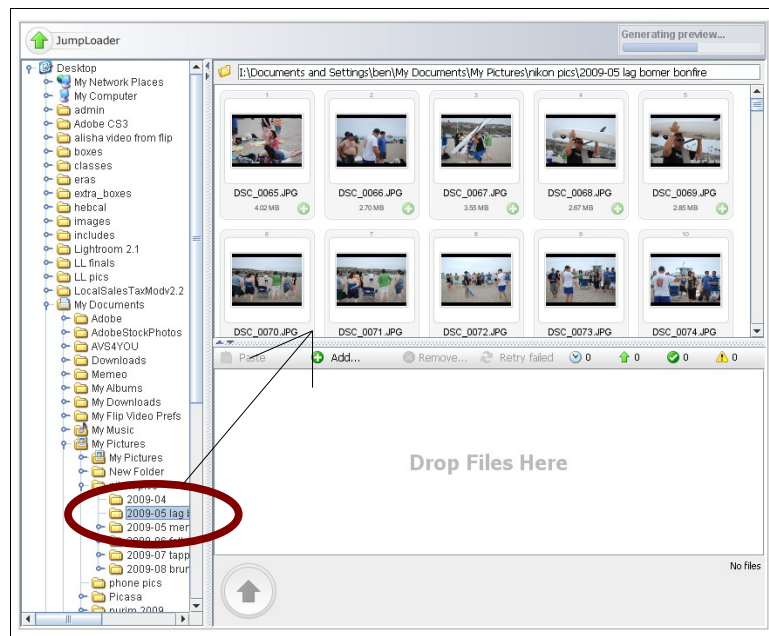 JumpLoader
Generating preview...
Desktop
My Network Places
My Computer
admin
Adobe CS3
alisha video from flip
boxes
classes
eras
extra_boxes
hebcal
images
includes
Lightroom 2.1
LL finals
LL pics
LocalSalesTaxModv2.2
My Documents
Adobe
AdobeStockPhotos
AVS4YOU
Downloads
Memeo
My Albums
My Downloads
My Flip Video Prefs
My Music
My Pictures
My Pictures
New Folder
nikon pics
2009-04
2009-05 lag b
2009-05 mer
2009-07 tapp
2009-08 brur
phone pics
Picasa
purim 2009
I:\Documents and Settings\ben\My Documents\My Pictures\nikon pics\2009-05 lag bomer bonfire
1 2 3 4 5
DSC_0065.JPG DSC_0066.JPG DSC_0067.JPG DSC_0068.JPG DSC_0069.JPG
4.02 MB 2.70 MB 3.55 MB 2.67 MB 2.85 MB
6 7 8 9 10
DSC_0070.JPG DSC_0071.JPG DSC_0072.JPG DSC_0073.JPG DSC_0074.JPG
Paste Add... Remove... Retry failed 0 0 0 0
Drop Files Here
No files